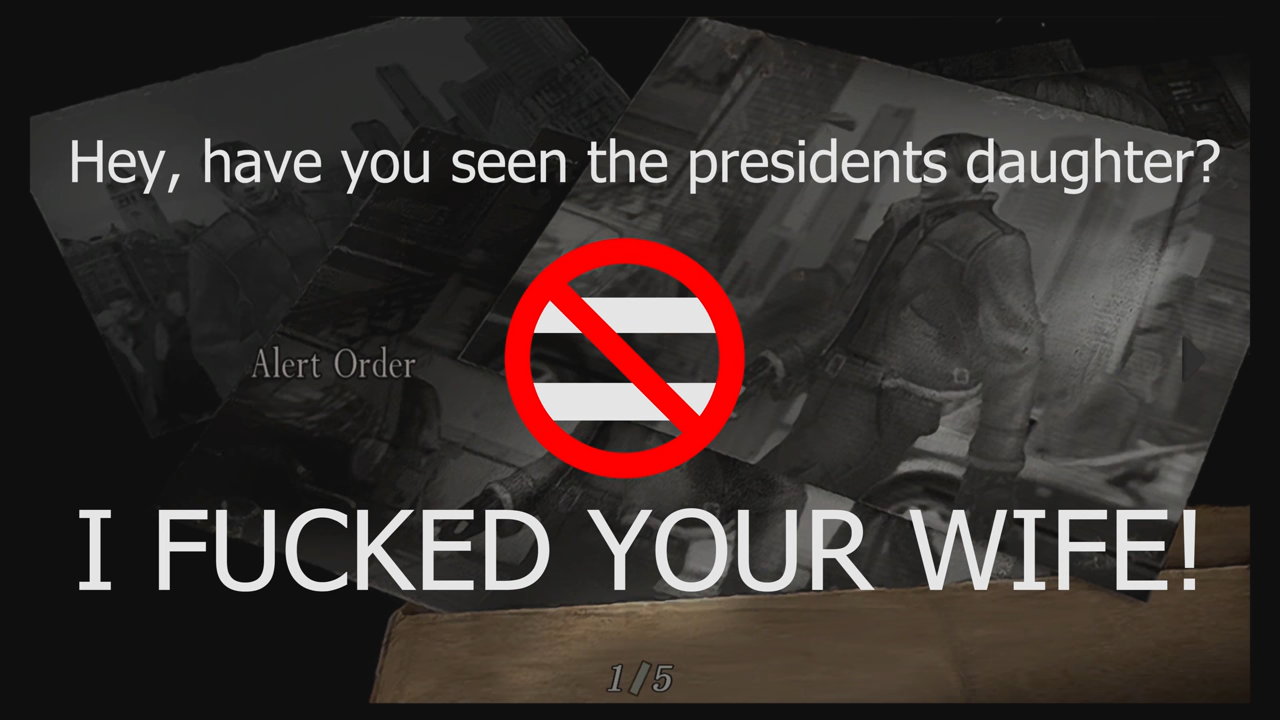 Hey, have you seen the presidents daughter?
Alert Order
I FUCKED YOUR WIFE!
1/5